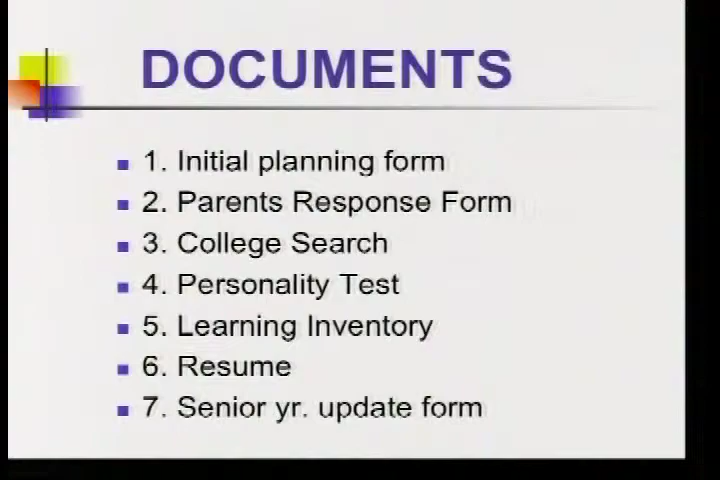 DOCUMENTS
1. Initial planning form
2. Parents Response Form
3. College Search
4. Personality Test
5. Learning Inventory
6. Resume
7. Senior yr. update form